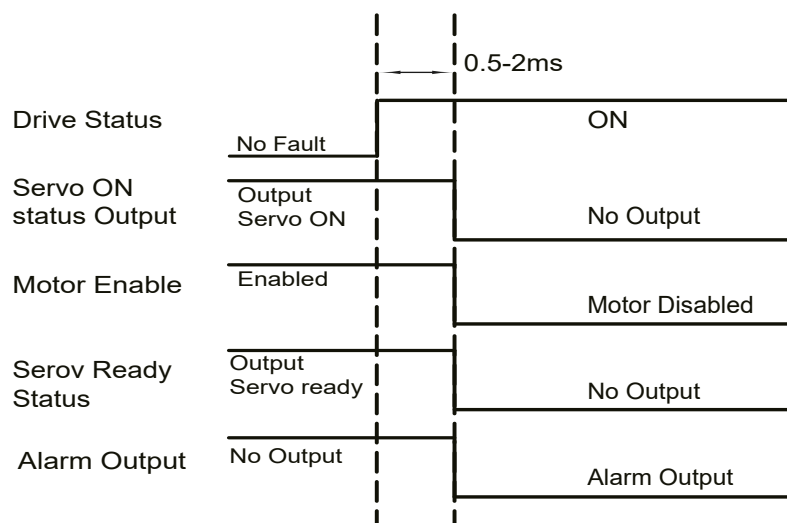 0.5-2ms
Drive Status
No Fault
ON
Servo ON
status Output
Output
Servo ON
No Output
Motor Enable
Enabled
Motor Disabled
Serov Ready
Status
Output
Servo ready
No Output
Alarm Output
No Output
Alarm Output